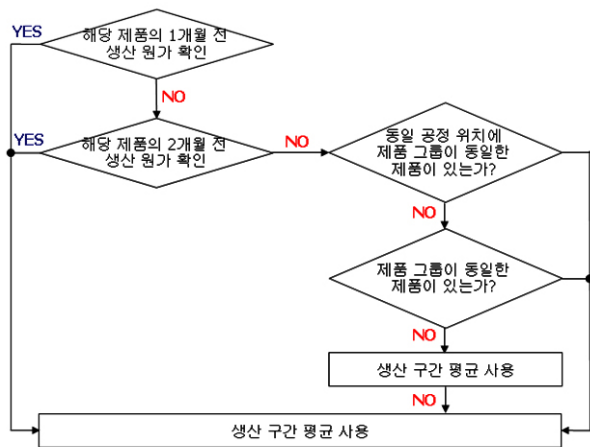 YES
해당 제품의 1개월 전
생산 원가 확인
NO
YES
해당 제품의 2개월 전
생산 원가 확인
NO
동일 공정 위치에
제품 그룹이 동일한
제품이 있는가?
NO
제품 그룹이 동일한
제품이 있는가?
NO
생산 구간 평균 사용
NO
생산 구간 평균 사용